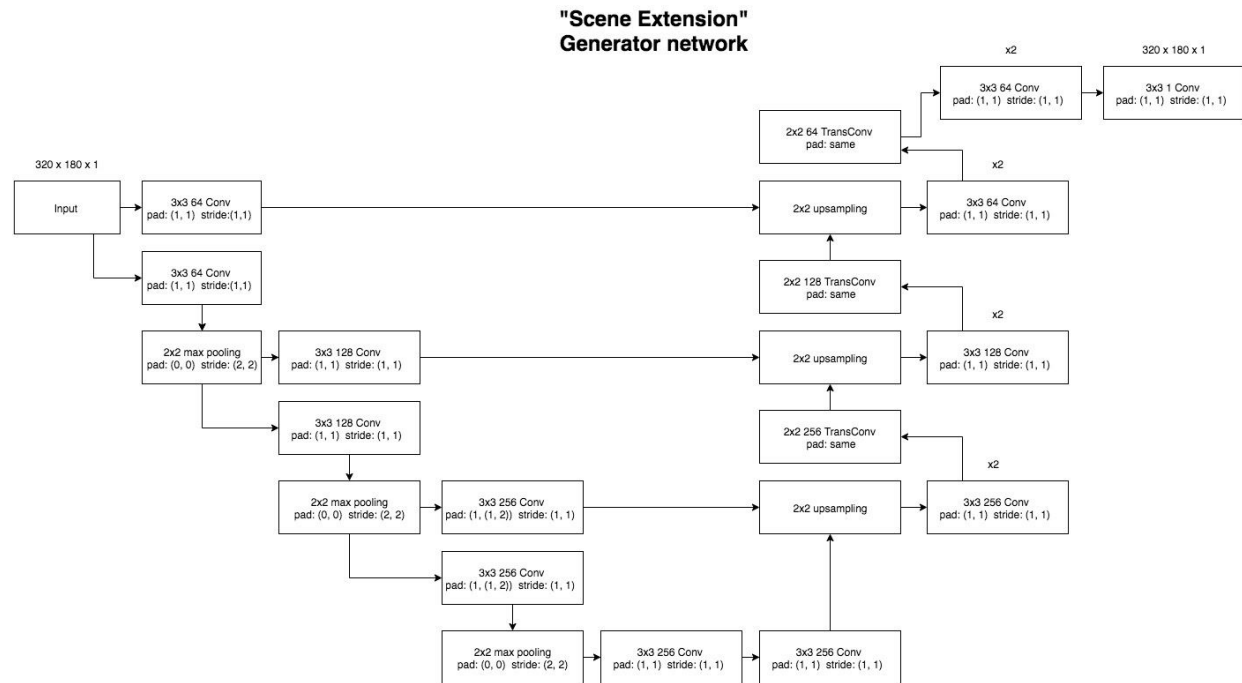 "Scene Extension"
Generator network
x2
320 x 180 x 1
3x3 64 Conv
pad: (1, 1) stride: (1, 1)
3x3 1 Conv
pad: (1, 1) stride: (1, 1)
2x2 64 TransConv
pad: same
320 x 180 x 1
x2
Input
3x3 64 Conv
pad: (1, 1) stride:(1,1)
2x2 upsampling
3x3 64 Conv
pad: (1, 1) stride: (1, 1)
3x3 64 Conv
pad: (1, 1) stride:(1,1)
2x2 128 TransConv
pad: same
x2
2x2 max pooling
pad: (0, 0) stride: (2, 2)
3x3 128 Conv
pad: (1, 1) stride: (1, 1)
2x2 upsampling
3x3 128 Conv
pad: (1, 1) stride: (1, 1)
3x3 128 Conv
pad: (1, 1) stride: (1, 1)
2x2 256 TransConv
pad: same
x2
2x2 max pooling
pad: (0, 0) stride: (2, 2)
3x3 256 Conv
pad: (1, (1, 2)) stride: (1, 1)
2x2 upsampling
3x3 256 Conv
pad: (1, 1) stride: (1, 1)
3x3 256 Conv
pad: (1, (1, 2)) stride: (1, 1)
2x2 max pooling
pad: (0, 0) stride: (2, 2)
3x3 256 Conv
pad: (1, 1) stride: (1, 1)
3x3 256 Conv
pad: (1, 1) stride: (1, 1)